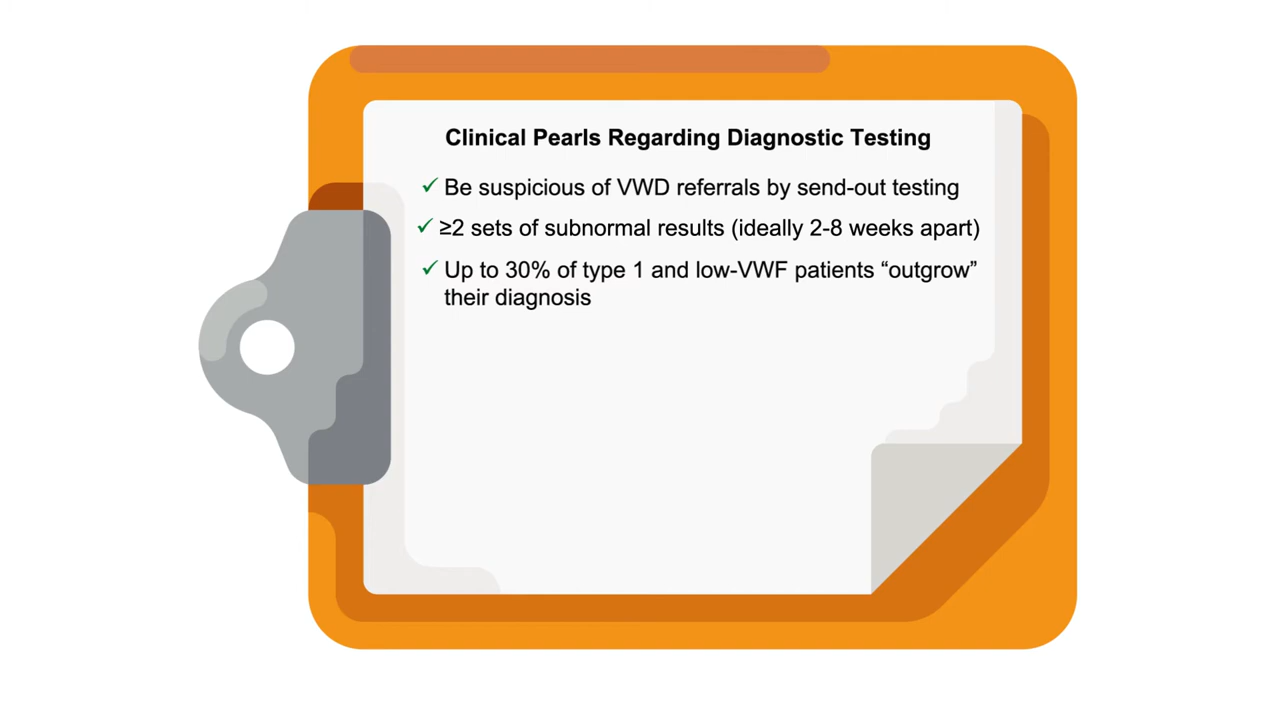 Clinical Pearls Regarding Diagnostic Testing
✓ Be suspicious of VWD referrals by send-out testing
✓ ≥2 sets of subnormal results (ideally 2-8 weeks apart)
✓ Up to 30% of type 1 and low-VWF patients “outgrow”
their diagnosis